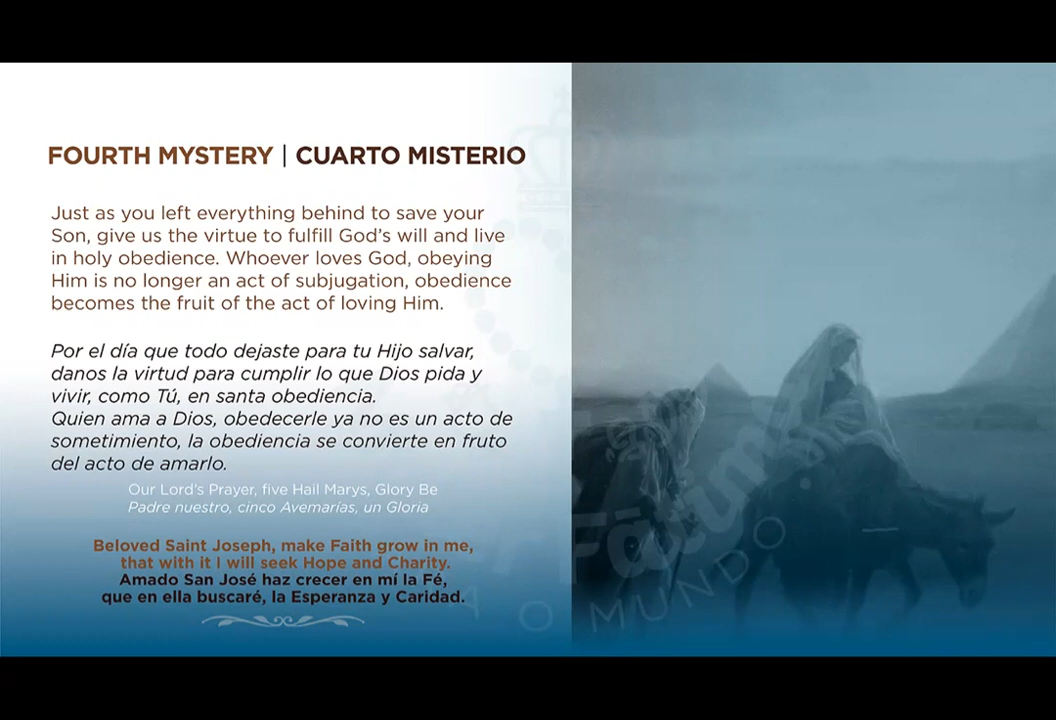 FOURTH MYSTERY | CUARTO MISTERIO
Just as you left everything behind to save your
Son, give us the virtue to fulfill God's will and live
in holy obedience. Whoever loves God, obeying
Him is no longer an act of subjugation, obedience
becomes the fruit of the act of loving Him.
Por el día que todo dejaste para tu Hijo salvar,
danos la virtud para cumplir lo que Dios pida y
vivir, como Tú, en santa obediencia.
Quien ama a Dios, obedecerle ya no es un acto de
sometimiento, la obediencia se convierte en fruto
del acto de amarlo.
Our Lord's Prayer, five Hail Marys, Glory Be
Padre nuestro, cinco Avemarías, un Gloria
Beloved Saint Joseph, make Faith grow in me,
that with it I will seek Hope and Charity.
Amado San José haz crecer en mí la Fé,
que en ella buscaré, la Esperanza y Caridad.
Fátima
A O MUNDO